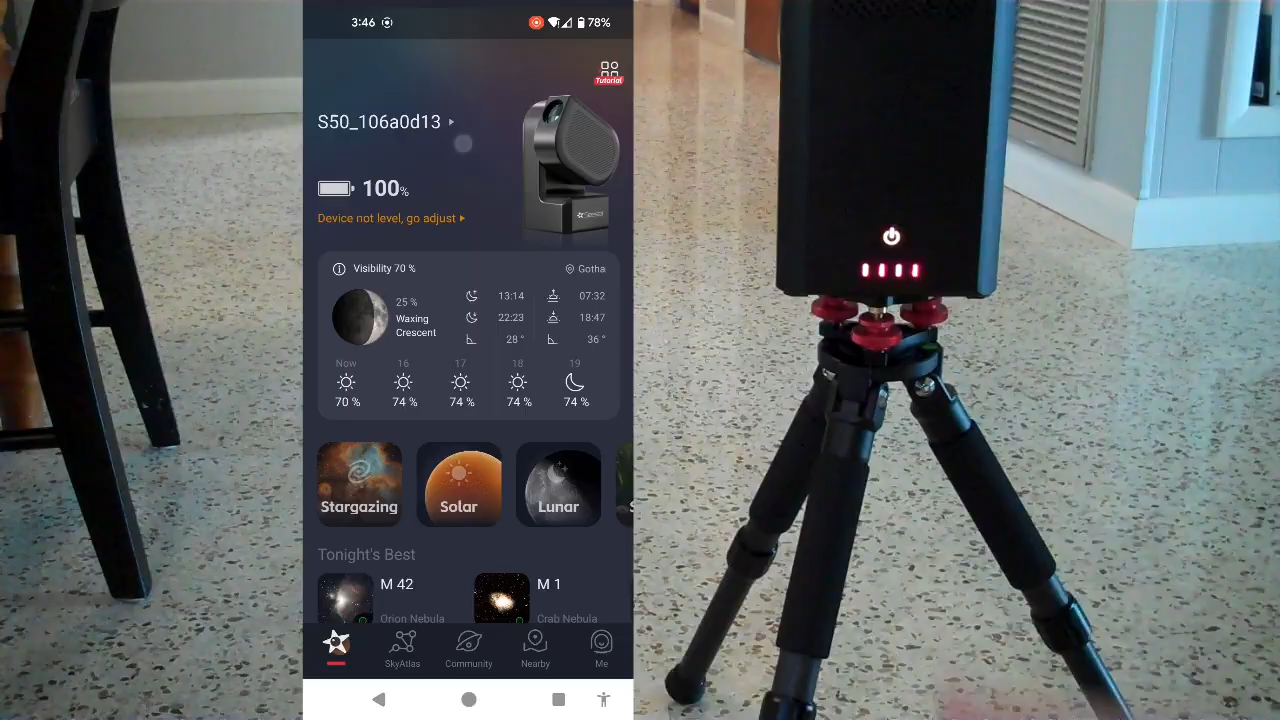 3:46 78%
Tutorial
S50_106a0d13
100%
Device not level, go adjust
Visibility 70 % Gotha
25 % 13:14 07:32
Waxing 22:23 18:47
Crescent
28 ° 36 °
Now 16 17 18 19
70 % 74 % 74 % 74 % 74 %
Stargazing Solar Lunar S
Tonight's Best
M 42 M 1
Orion Nebula Crab Nebula
SkyAtlas Community Nearby Me